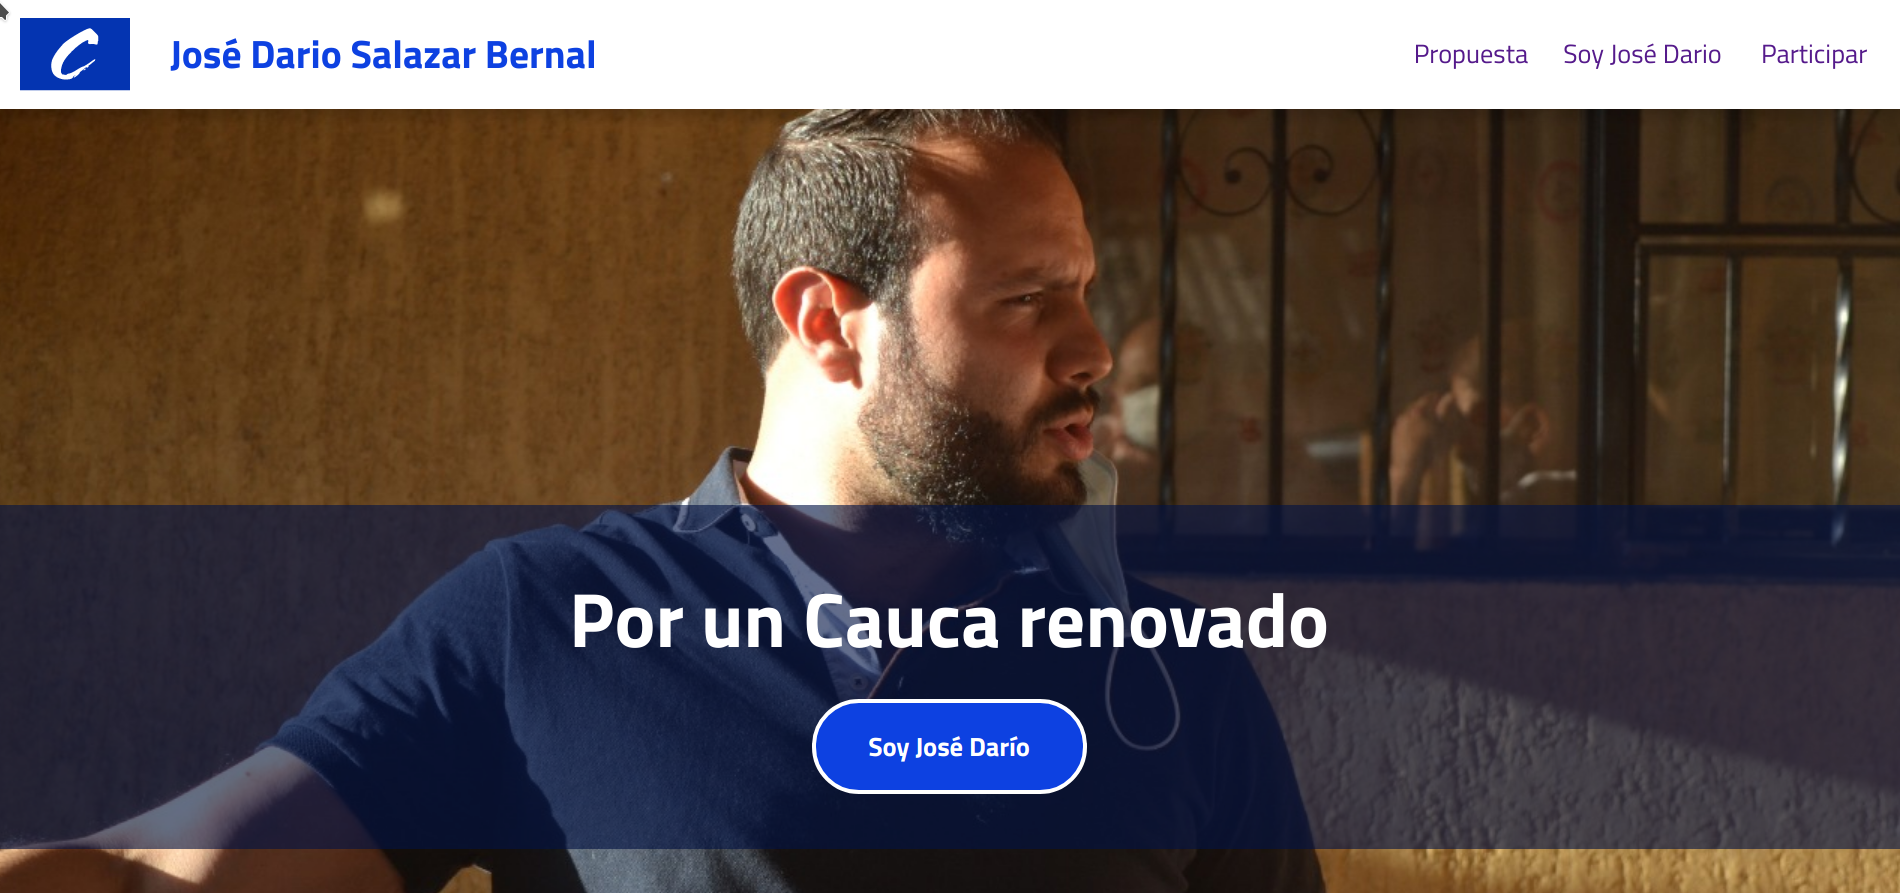 C
José Dario Salazar Bernal
Propuesta
Soy José Dario
Participar
Por un Cauca renovado
Soy José Darío